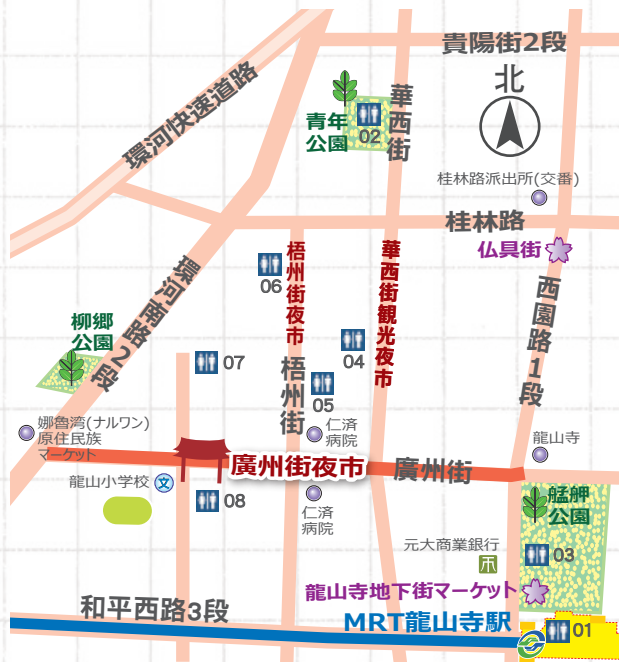 貴陽街2段
北
環河快速道路
華西街
青年
公園
02
桂林路派出所(交番)
桂林路
仏具街
西園路1段
梧州街夜市
華西街観光夜市
環河南路2段
06
柳郷
公園
04
07
05
梧州街
娜魯湾(ナルワン)
原住民族
マーケット
仁済
病院
龍山寺
廣州街夜市
廣州街
龍山小学校
文
08
仁済
病院
艋舺
公園
元大商業銀行
03
龍山寺地下街マーケット
和平西路3段
MRT龍山寺駅
01